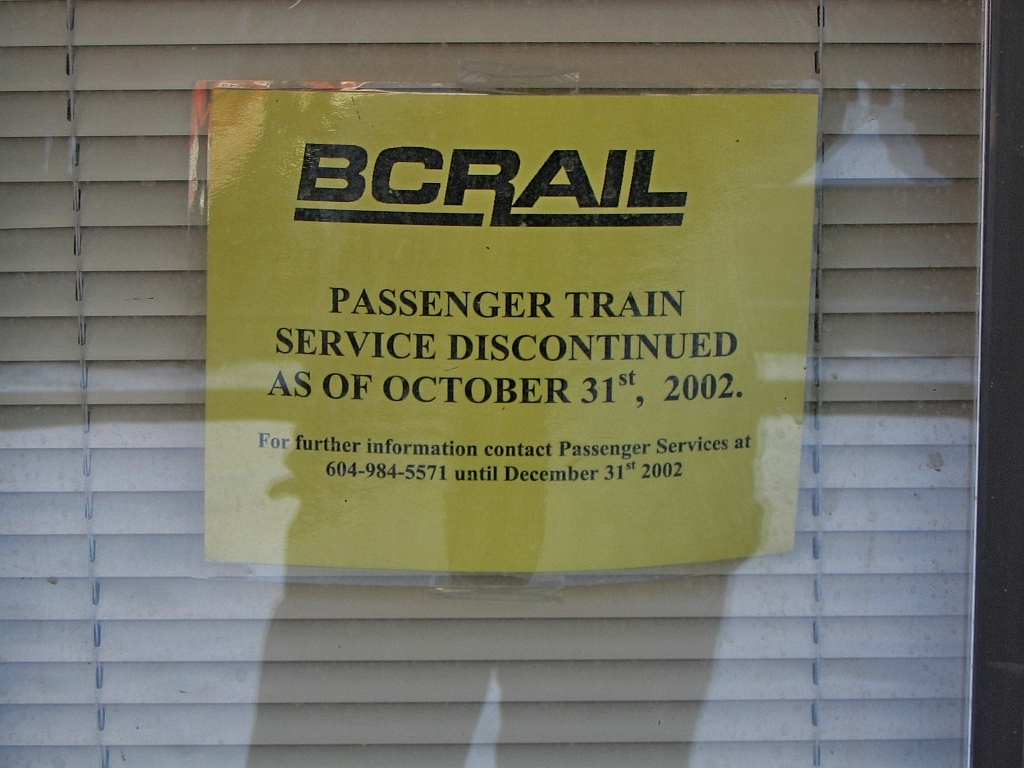 BCRAIL
PASSENGER TRAIN
SERVICE DISCONTINUED
AS OF OCTOBER 31st, 2002.
For further information contact Passenger Services at
604-984-5571 until December 31st 2002